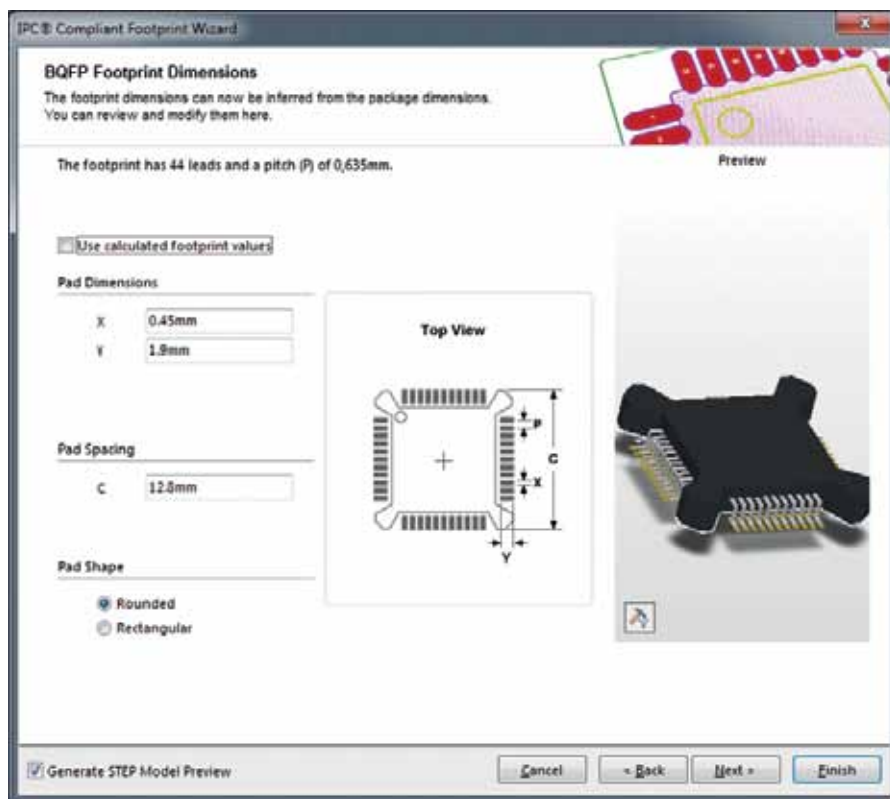 IPC® Compliant Footprint Wizard
BQFP Footprint Dimensions
The footprint dimensions can now be inferred from the package dimensions.
You can review and modify them here.
The footprint has 44 leads and a pitch (P) of 0,635mm.
Preview
Use calculated footprint values
Pad Dimensions
X 0.45mm
Y 1.9mm
Top View
P
C
X
Y
Pad Spacing
C 12.8mm
Pad Shape
Rounded
Rectangular
Generate STEP Model Preview
Cancel
< Back
Next >
Finish